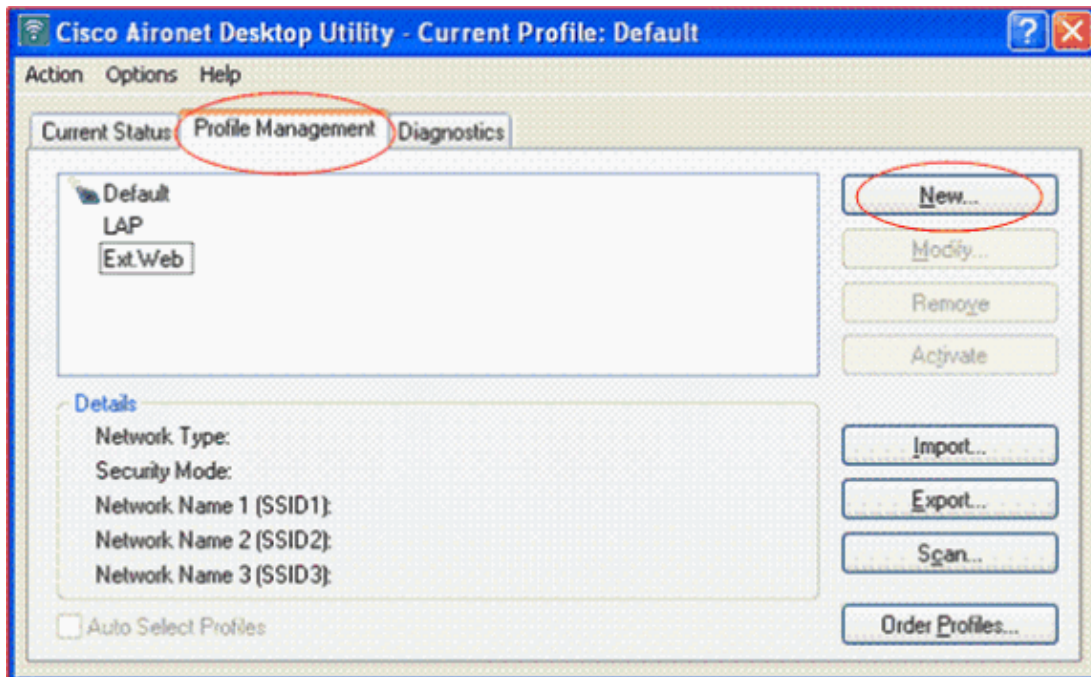 Cisco Aironet Desktop Utility - Current Profile: Default
Action Options Help
Current Status Profile Management Diagnostics
Default
LAP
Ext.Web
New...
Modify...
Remove
Activate
Details
Network Type:
Security Mode:
Network Name 1 (SSID1):
Network Name 2 (SSID2):
Network Name 3 (SSID3):
Import...
Export...
Scan...
Auto Select Profiles
Order Profiles...